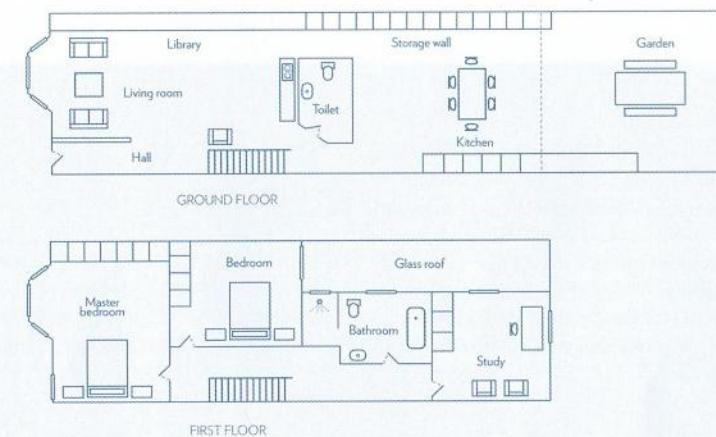 Library
Storage wall
Garden
Living room
Toilet
Kitchen
Hall
GROUND FLOOR
Bedroom
Glass roof
Master
bedroom
Bathroom
Study
FIRST FLOOR